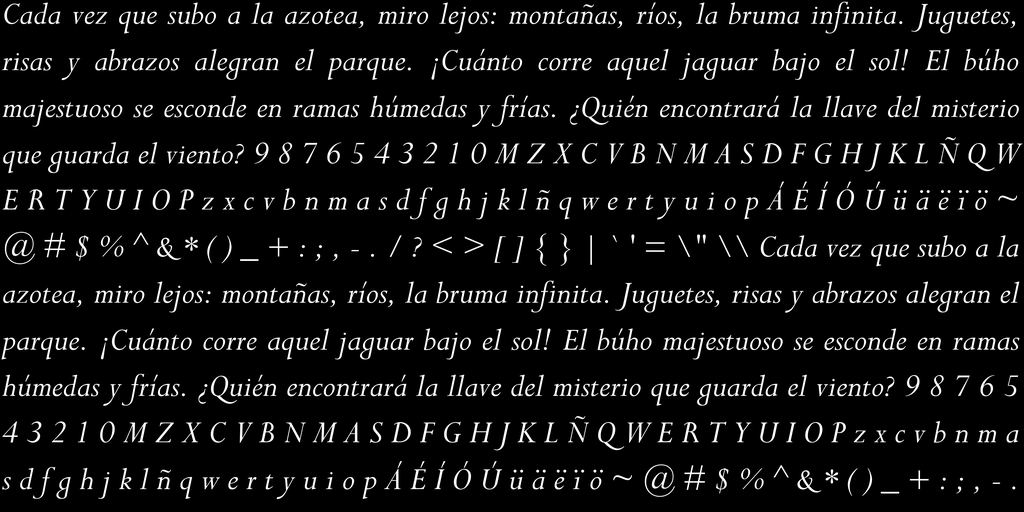 Cada vez que subo a la azotea, miro lejos: montañas, ríos, la bruma infinita. Juguetes,
risas y abrazos alegran el parque. ¡Cuánto corre aquel jaguar bajo el sol! El búho
majestuoso se esconde en ramas húmedas y frías. ¿Quién encontrará la llave del misterio
que guarda el viento? 9 8 7 6 5 4 3 2 1 0 M Z X C V B N M A S D F G H J K L Ñ Q W
E R T Y U I O P z x c v b n m a s d f g h j k l ñ q w e r t y u i o p Á É Í Ó Ú ü ä ë ï ö ~
@ # $ % ^ & * ( ) _ + : ; , - . / ? < > [ ] { } | ` ' = \" \\ Cada vez que subo a la
azotea, miro lejos: montañas, ríos, la bruma infinita. Juguetes, risas y abrazos alegran el
parque. ¡Cuánto corre aquel jaguar bajo el sol! El búho majestuoso se esconde en ramas
húmedas y frías. ¿Quién encontrará la llave del misterio que guarda el viento? 9 8 7 6 5
4 3 2 1 0 M Z X C V B N M A S D F G H J K L Ñ Q W E R T Y U I O P z x c v b n m a
s d f g h j k l ñ q w e r t y u i o p Á É Í Ó Ú ü ä ë ï ö ~ @ # $ % ^ & * ( ) _ + : ; , - .